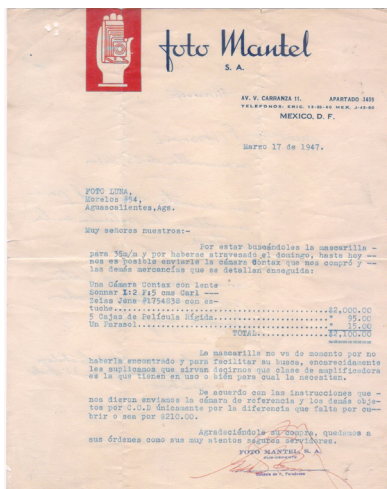 foto Mantel
S. A.
AV. V. CARRANZA 11. APARTADO 1431
TELEFONOS: ERIC.
MEXICO, D. F.
Marzo 17 de 1947.
FOTO LUNA,
Morelos
Aguascalientes,Ags.
Muy señores nuestros:-
Por estar buscándoles la mascarilla -
para 35m/m y por haberse atravesado el domingo, hasta hoy --
nos es posible enviarle la cámara Contax que nos compró y --
las demás mercancías que se detallan enseguida:
Una Cámara Contax con lente
Sonnar 1:2 F:5 cms Carl ---
Zeiss Jena #1754838 con es-
tuche.......................$2,000.00
5 Cajas de Película Rígida.. " 85.00
Un Parasol.................. " 15.00
TOTAL......$2,100.00
La mascarilla no va de momento por no
haberla encontrado y para facilitar su busca, encarecidamente
les suplicamos que sirvan decirnos que clase de amplificadora
es la que tienen en uso o bién para cual la necesitan.
De acuerdo con las instrucciones que -
nos dieron enviamos la cámara de referencia y los demás obje-
tos por C.O.D únicamente por la diferencia que falta por cu-
brir o sea por $210.00.
Agradeciéndole su compra, quedamos a
sus órdenes como sus muy atentos seguros servidores.
FOTO MANTEL S. A.